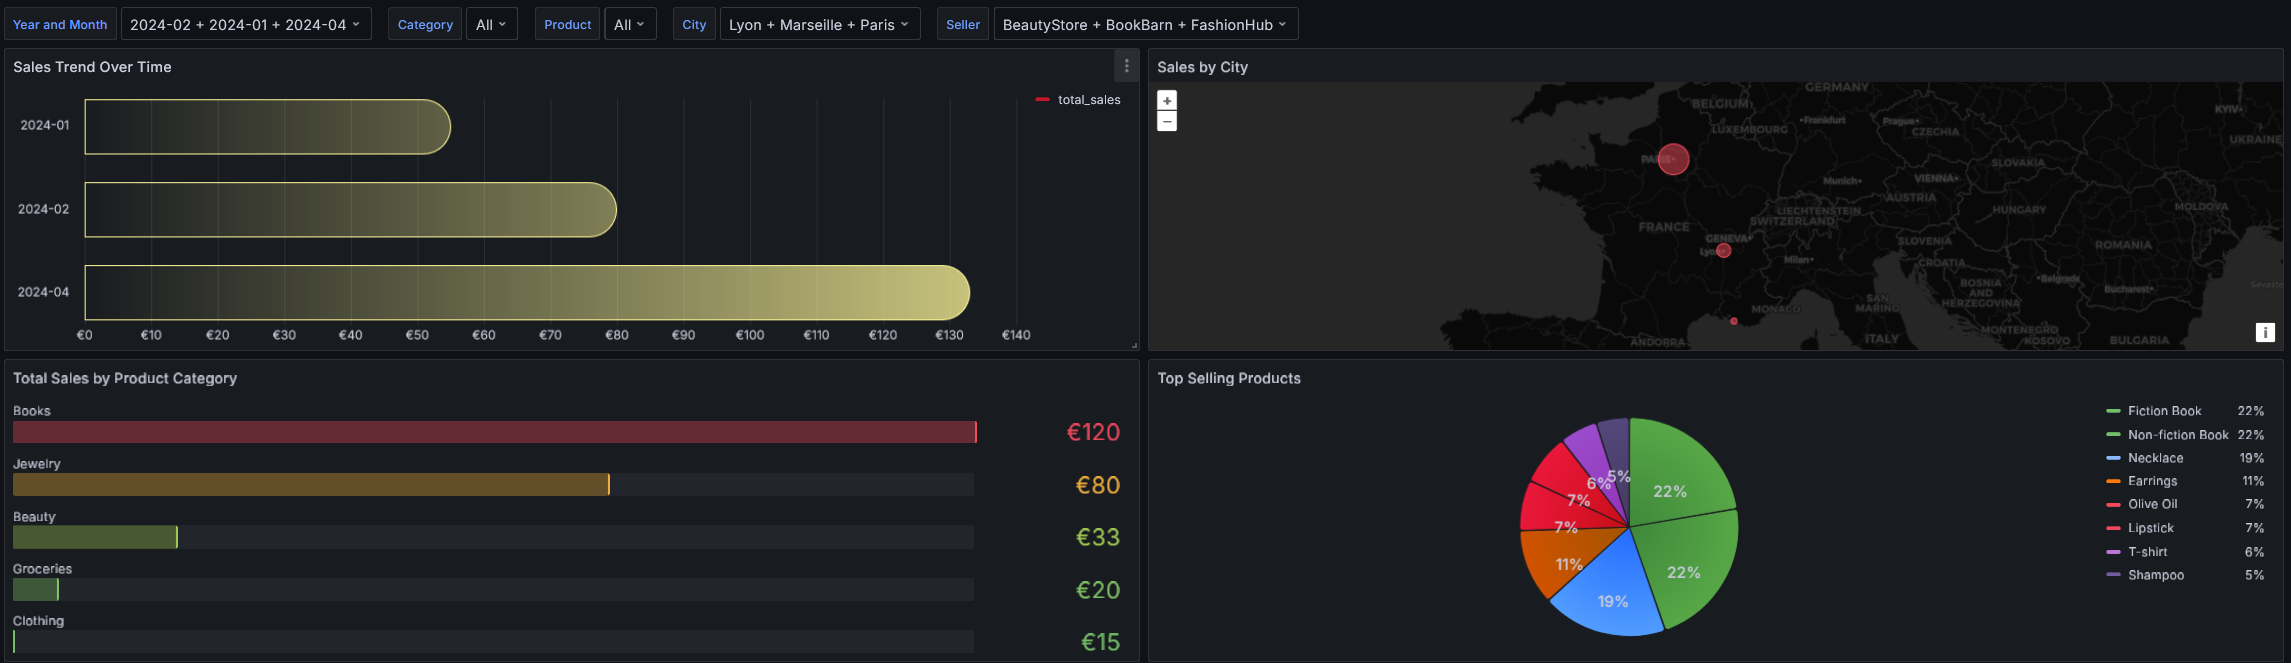 Year and Month 2024-02 + 2024-01 + 2024-04 Category All Product All City Lyon + Marseille + Paris Seller BeautyStore + BookBarn + FashionHub
Sales Trend Over Time
total_sales
2024-01
2024-02
2024-04
€0 €10 €20 €30 €40 €50 €60 €70 €80 €90 €100 €110 €120 €130 €140
Sales by City
+
−
GERMANY
BELGIUM
KYIV
Frankfurt
Prague
LUXEMBOURG
CZECHIA
UKRAINE
PARIS
SLOVAKIA
Munich
VIENNA
AUSTRIA
LIECHTENSTEIN
SWITZERLAND
HUNGARY
MOLDOVA
FRANCE
GENEVA
SLOVENIA
ROMANIA
Lyon
Milan
CROATIA
Belgrade
BOSNIA
AND
HERZEGOVINA
Bucharest
SAN
MARINO
MONACO
MONTENEGRO
KOSOVO
ANDORRA
ITALY
BULGARIA
i
Total Sales by Product Category
Books
€120
Jewelry
€80
Beauty
€33
Groceries
€20
Clothing
€15
Top Selling Products
22%
22%
19%
11%
7%
7%
6%
5%
Fiction Book 22%
Non-fiction Book 22%
Necklace 19%
Earrings 11%
Olive Oil 7%
Lipstick 7%
T-shirt 6%
Shampoo 5%